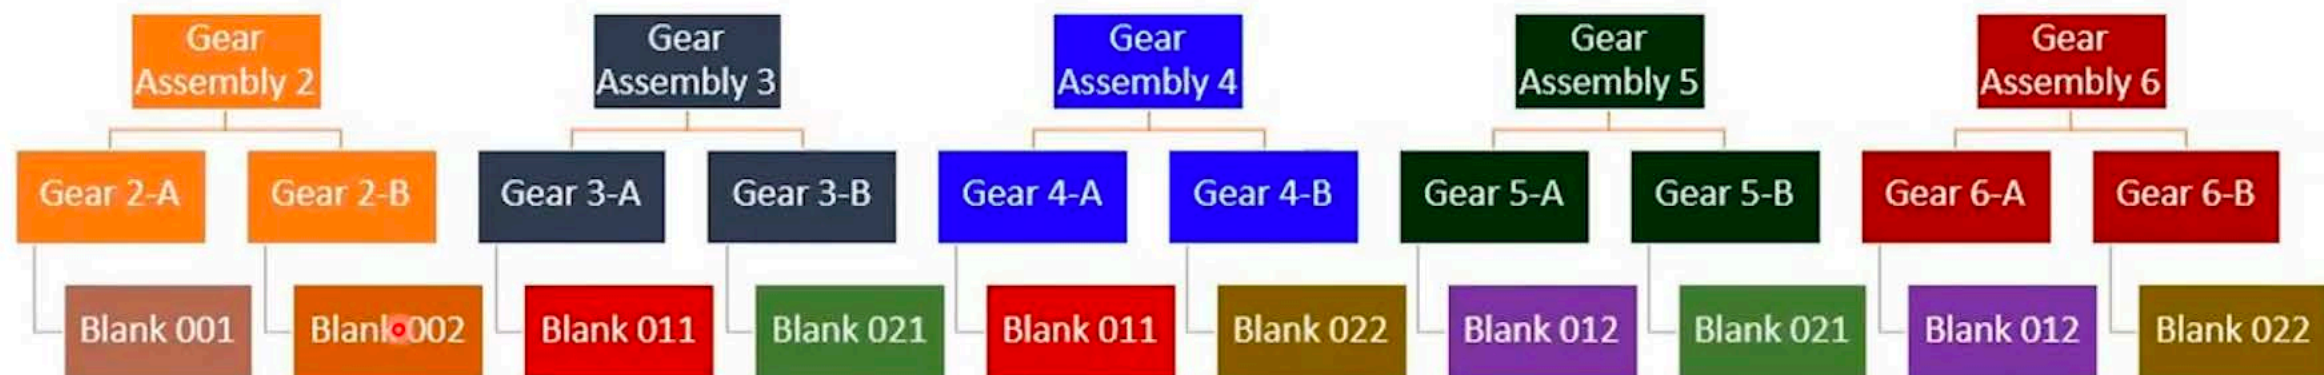 Gear
Assembly 2
Gear
Assembly 3
Gear
Assembly 4
Gear
Assembly 5
Gear
Assembly 6
Gear 2-A
Gear 2-B
Gear 3-A
Gear 3-B
Gear 4-A
Gear 4-B
Gear 5-A
Gear 5-B
Gear 6-A
Gear 6-B
Blank 001
Blank 002
Blank 011
Blank 021
Blank 011
Blank 022
Blank 012
Blank 021
Blank 012
Blank 022